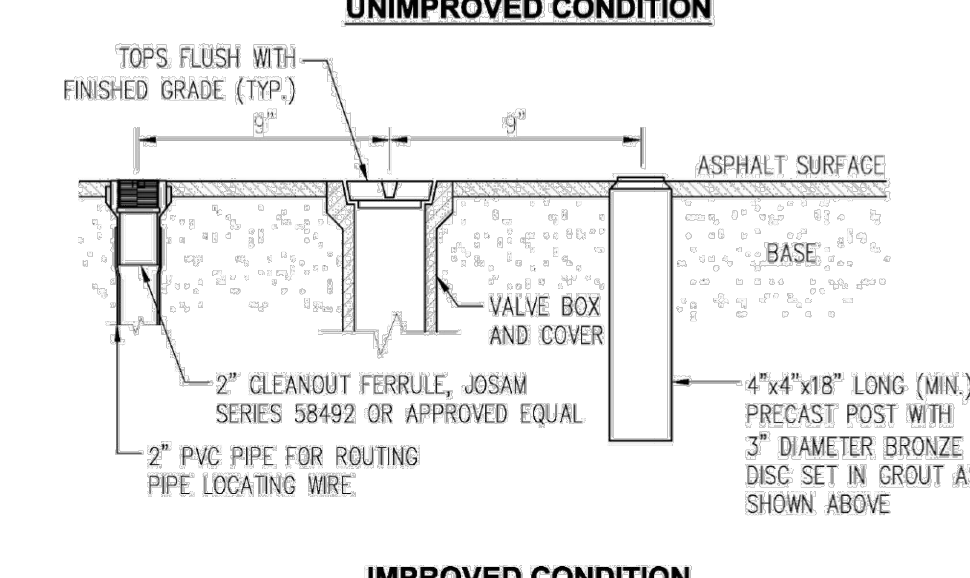 UNIMPROVED CONDITION
TOPS FLUSH WITH
FINISHED GRADE (TYP.)
9"
9"
ASPHALT SURFACE
BASE
VALVE BOX
AND COVER
2" CLEANOUT FERRULE, JOSAM
SERIES 58492 OR APPROVED EQUAL
2" PVC PIPE FOR ROUTING
PIPE LOCATING WIRE
4"x4"x18" LONG (MIN.)
PRECAST POST WITH
3" DIAMETER BRONZE
DISC SET IN GROUT AS
SHOWN ABOVE
IMPROVED CONDITION